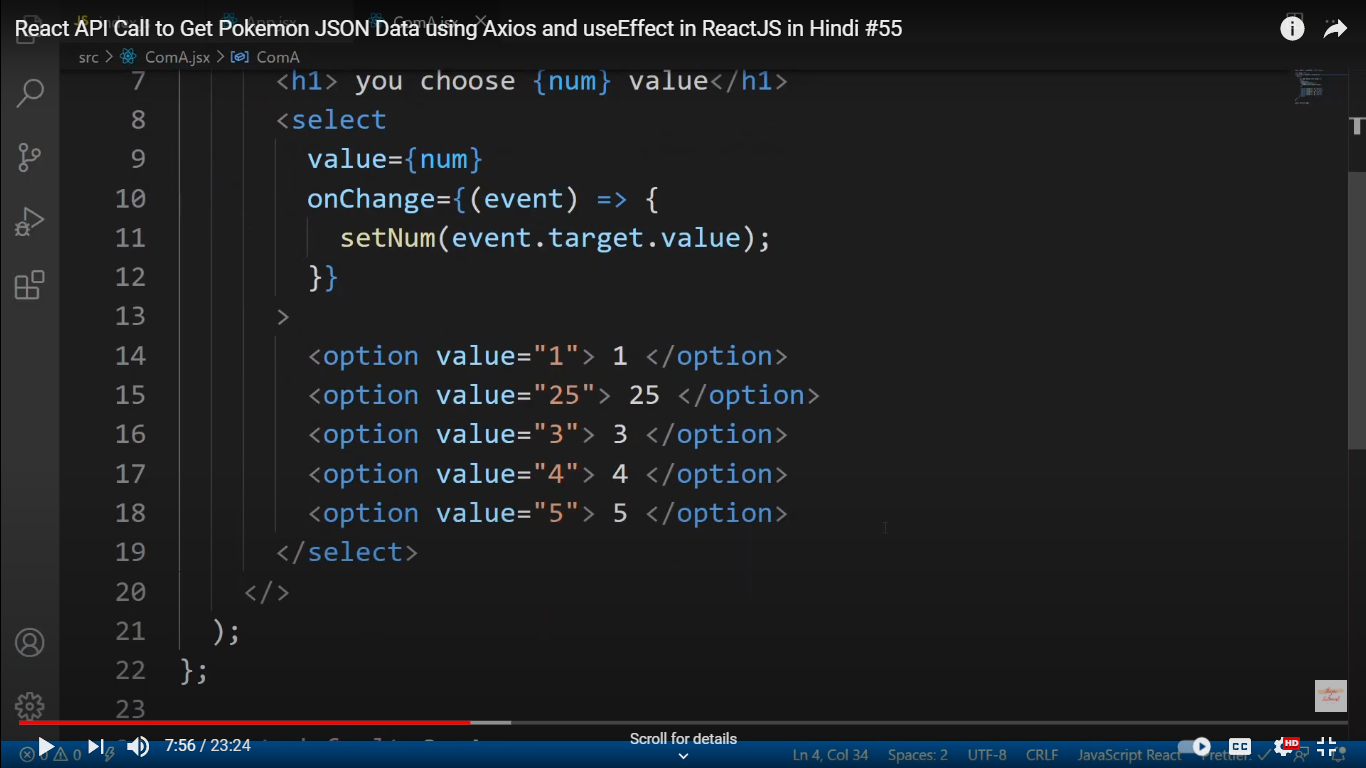 React API Call to Get Pokemon JSON Data using Axios and useEffect in ReactJS in Hindi #55
src > ComA.jsx > ComA
7 <h1> you choose {num} value</h1>
8 <select
9 value={num}
10 onChange={(event) => {
11 setNum(event.target.value);
12 }}
13 >
14 <option value="1"> 1 </option>
15 <option value="25"> 25 </option>
16 <option value="3"> 3 </option>
17 <option value="4"> 4 </option>
18 <option value="5"> 5 </option>
19 </select>
20 </>
21 );
22 };
23
Scroll for details
7:56 / 23:24
CC HD
0 Ln 4, Col 34 Spaces: 2 UTF-8 CRLF JavaScript React Prettier: ✓